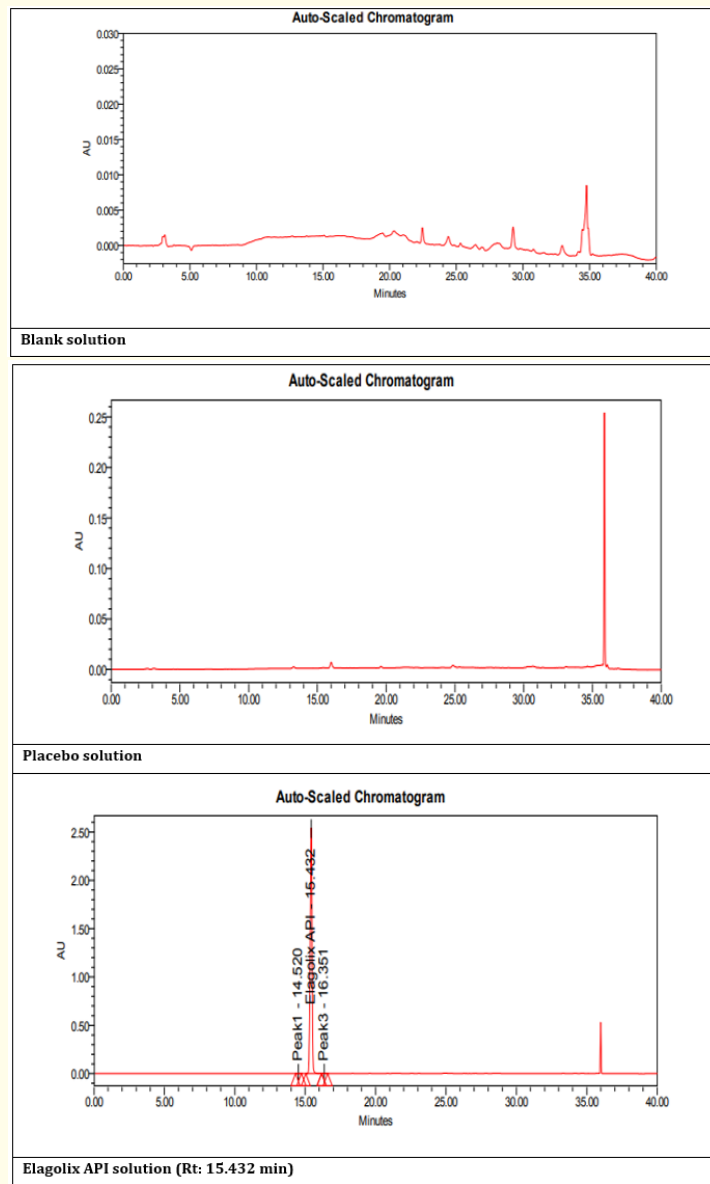 Auto-Scaled Chromatogram
0.030
0.025
0.020
0.015
AU
0.010
0.005
0.000
0.00 5.00 10.00 15.00 20.00 25.00 30.00 35.00 40.00
Minutes
Blank solution
Auto-Scaled Chromatogram
0.25
0.20
0.15
AU
0.10
0.05
0.00
0.00 5.00 10.00 15.00 20.00 25.00 30.00 35.00 40.00
Minutes
Placebo solution
Auto-Scaled Chromatogram
2.50
2.00
1.50
AU
1.00
0.50
0.00
Peak1 - 14.520
Elagolix API - 15.432
Peak3 - 16.351
0.00 5.00 10.00 15.00 20.00 25.00 30.00 35.00 40.00
Minutes
Elagolix API solution (Rt: 15.432 min)